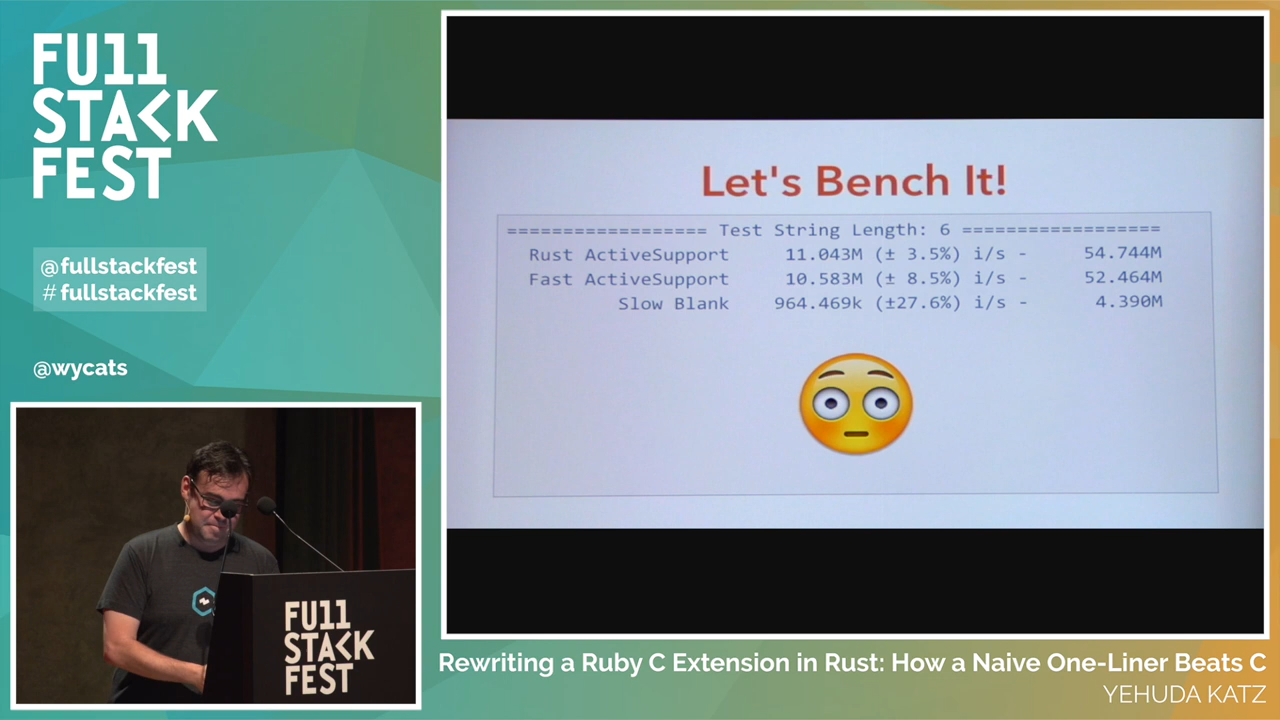 FU11
STACK
FEST
@fullstackfest
# fullstackfest
@wycats
Let's Bench It!
================== Test String Length: 6 ==================
Rust ActiveSupport 11.043M (± 3.5%) i/s - 54.744M
Fast ActiveSupport 10.583M (± 8.5%) i/s - 52.464M
Slow Blank 964.469k (±27.6%) i/s - 4.390M
FU11
STACK
FEST
Rewriting a Ruby C Extension in Rust: How a Naive One-Liner Beats C
YEHUDA KATZ